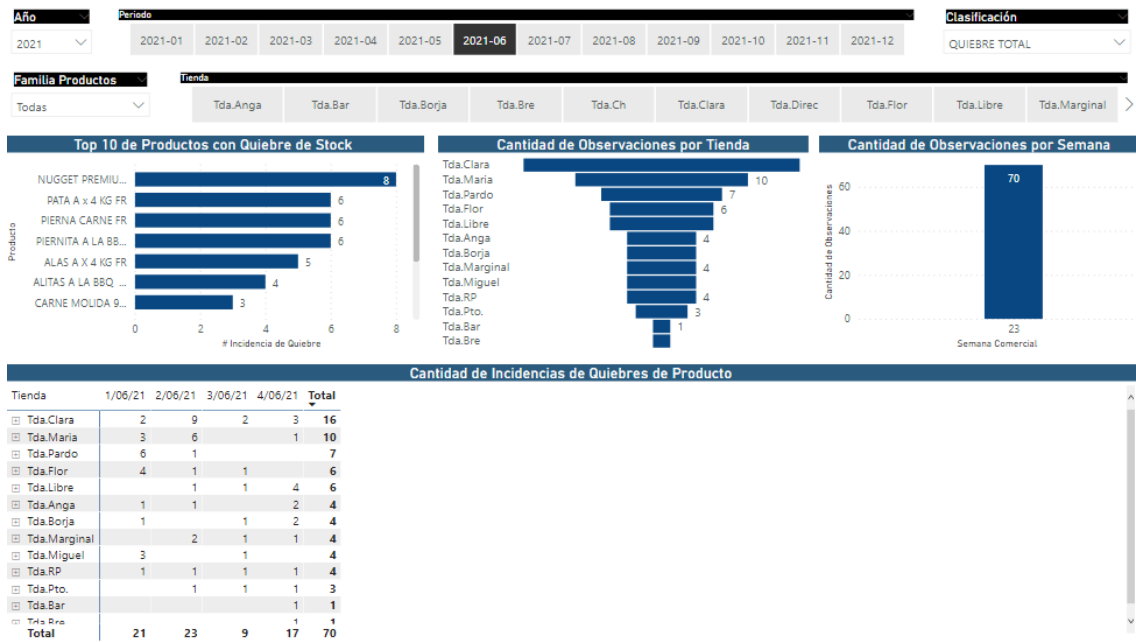 Año
Periodo
Clasificación
2021
2021-01 2021-02 2021-03 2021-04 2021-05 2021-06 2021-07 2021-08 2021-09 2021-10 2021-11 2021-12
QUIEBRE TOTAL
Familia Productos
Tienda
Todas
Tda.Anga Tda.Bar Tda.Borja Tda.Bre Tda.Ch Tda.Clara Tda.Direc Tda.Flor Tda.Libre Tda.Marginal
Top 10 de Productos con Quiebre de Stock
Producto
NUGGET PREMIU... 8
PATA A x 4 KG FR 6
PIERNA CARNE FR 6
PIERNITA A LA BB... 6
ALAS A X 4 KG FR 5
ALITAS A LA BBQ ... 4
CARNE MOLIDA 9... 3
0 2 4 6 8
# Incidencia de Quiebre
Cantidad de Observaciones por Tienda
Tda.Clara
Tda.Maria 10
Tda.Pardo 7
Tda.Flor 6
Tda.Libre
Tda.Anga 4
Tda.Borja
Tda.Marginal 4
Tda.Miguel
Tda.RP 4
Tda.Pto. 3
Tda.Bar 1
Tda.Bre
Cantidad de Observaciones por Semana
Cantidad de Observaciones
60
40
20
0
70
23
Semana Comercial
Cantidad de Incidencias de Quiebres de Producto
Tienda 1/06/21 2/06/21 3/06/21 4/06/21 Total
Tda.Clara 2 9 2 3 16
Tda.Maria 3 6 1 10
Tda.Pardo 6 1 7
Tda.Flor 4 1 1 6
Tda.Libre 1 1 4 6
Tda.Anga 1 1 2 4
Tda.Borja 1 1 2 4
Tda.Marginal 2 1 1 4
Tda.Miguel 3 1 4
Tda.RP 1 1 1 1 4
Tda.Pto. 1 1 1 3
Tda.Bar 1 1
Tda.Bre 1 1
Total 21 23 9 17 70